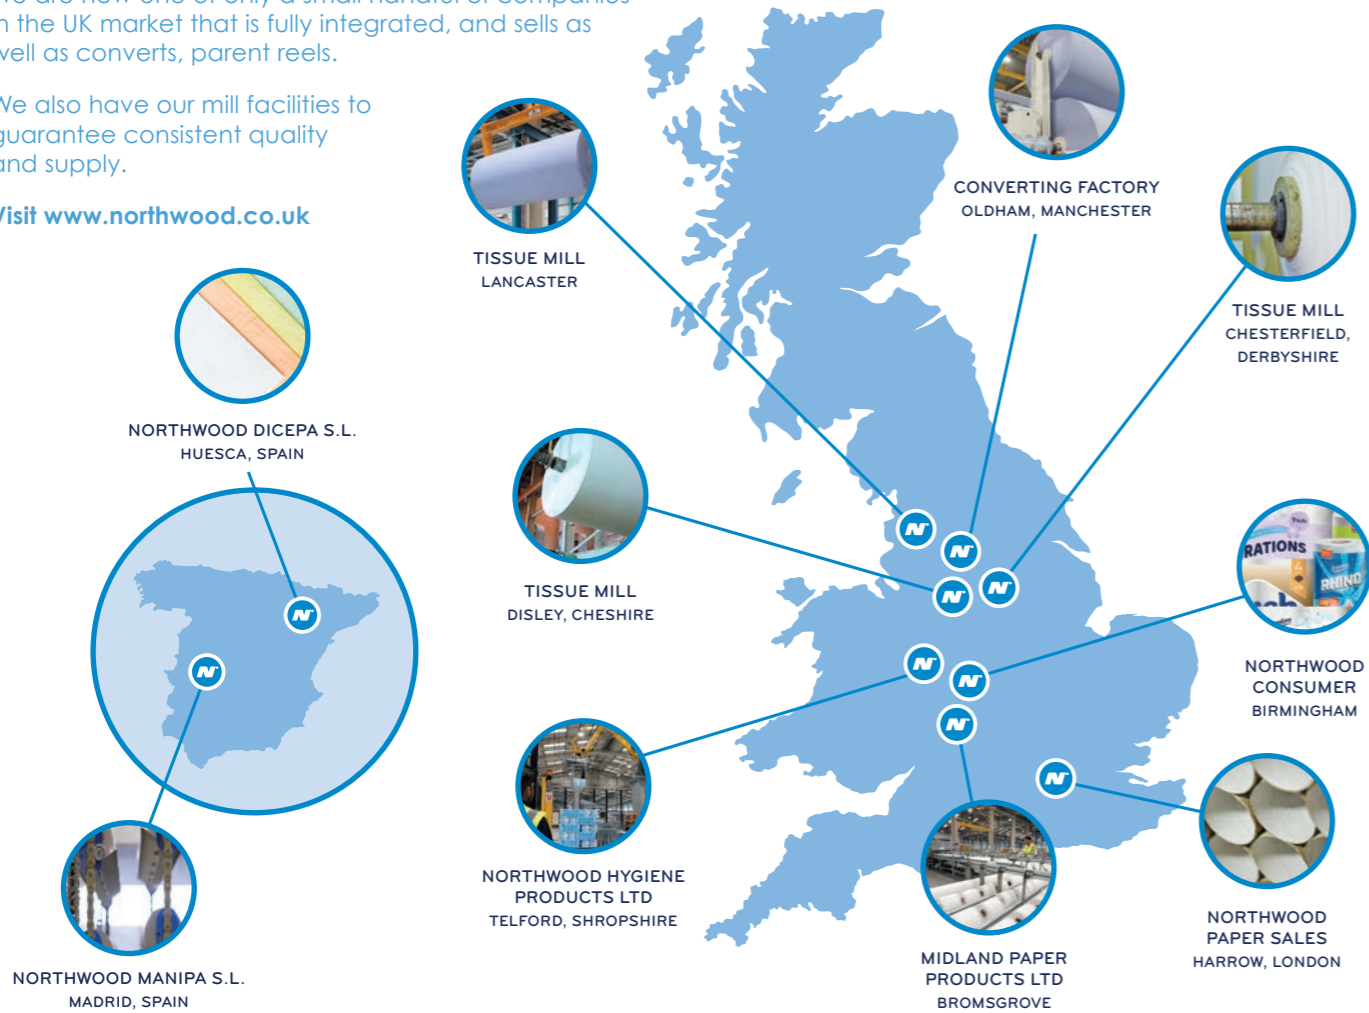 in the UK market that is fully integrated, and sells as
well as converts, parent reels.
We also have our mill facilities to
guarantee consistent quality
and supply.
Visit www.northwood.co.uk
TISSUE MILL
LANCASTER
CONVERTING FACTORY
OLDHAM, MANCHESTER
TISSUE MILL
CHESTERFIELD,
DERBYSHIRE
NORTHWOOD DICEPA S.L.
HUESCA, SPAIN
TISSUE MILL
DISLEY, CHESHIRE
RATIONS
RHINO
NORTHWOOD
CONSUMER
BIRMINGHAM
NORTHWOOD HYGIENE
PRODUCTS LTD
TELFORD, SHROPSHIRE
NORTHWOOD
PAPER SALES
HARROW, LONDON
MIDLAND PAPER
PRODUCTS LTD
BROMSGROVE
NORTHWOOD MANIPA S.L.
MADRID, SPAIN
N
N
N
N
N
N
N
N
N
N